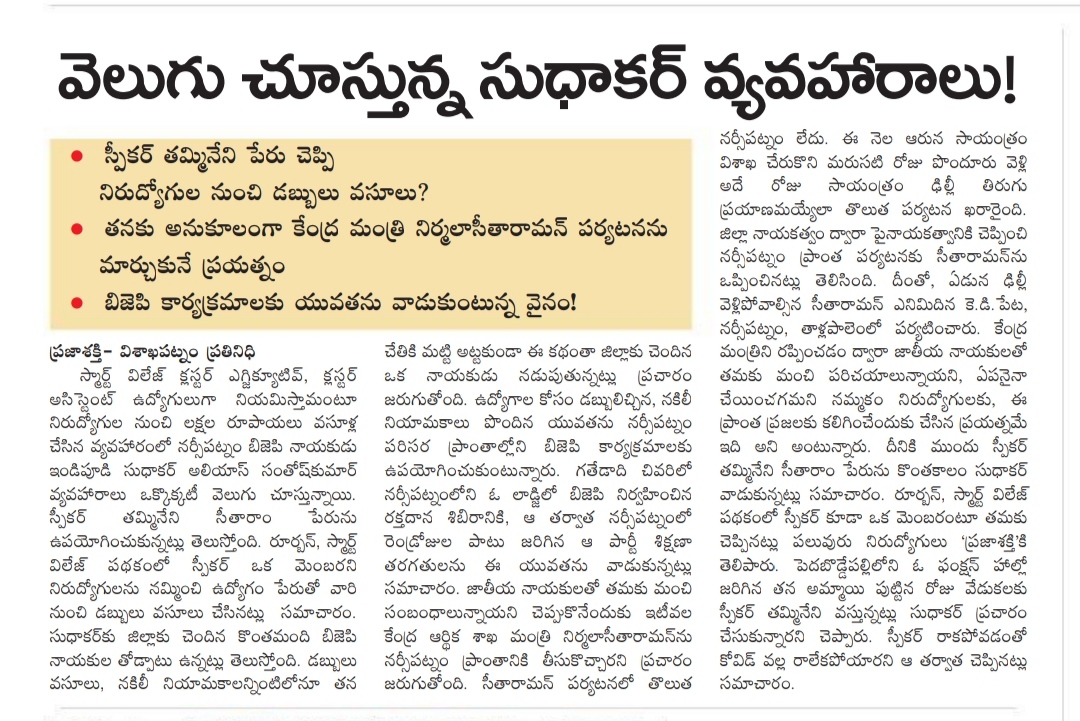 వెలుగు చూస్తున్న సుధాకర్ వ్యవహారాలు!
స్పీకర్ తమ్మినేని పేరు చెప్పి
నిరుద్యోగుల నుంచి డబ్బులు వసూలు?
తనకు అనుకూలంగా కేంద్ర మంత్రి నిర్మలాసీతారామన్ పర్యటనను
మార్చుకునే ప్రయత్నం
బిజెపి కార్యక్రమాలకు యువతను వాడుకుంటున్న వైనం!
ప్రజాశక్తి- విశాఖపట్నం ప్రతినిధి
స్మార్ట్ విలేజ్ క్లస్టర్ ఎగ్జిక్యూటివ్, క్లస్టర్
అసిస్టెంట్ ఉద్యోగులుగా నియమిస్తామంటూ
నిరుద్యోగుల నుంచి లక్షల రూపాయలు వసూళ్ల
చేసిన వ్యవహారంలో నర్సీపట్నం బిజెపి నాయకుడు
ఇండిపూడి సుధాకర్ అలియాస్ సంతోష్‌కుమార్
వ్యవహారాలు ఒక్కొక్కటీ వెలుగు చూస్తున్నాయి.
స్పీకర్ తమ్మినేని సీతారాం పేరును
ఉపయోగించుకున్నట్లు తెలుస్తోంది. రూర్బన్, స్మార్ట్
విలేజ్ పథకంలో స్పీకర్ ఒక మెంబరని
నిరుద్యోగులను నమ్మించి ఉద్యోగం పేరుతో వారి
నుంచి డబ్బులు వసూలు చేసినట్లు సమాచారం.
సుధాకర్‌కు జిల్లాకు చెందిన కొంతమంది బిజెపి
నాయకుల తోడ్పాటు ఉన్నట్లు తెలుస్తోంది. డబ్బులు
వసూలు, నకిలీ నియామకాలన్నింటిలోనూ తన
చేతికి మట్టి అట్టకుండా ఈ కథంతా జిల్లాకు చెందిన
ఒక నాయకుడు నడుపుతున్నట్లు ప్రచారం
జరుగుతోంది. ఉద్యోగాల కోసం డబ్బులిచ్చిన, నకిలీ
నియామకాలు పొందిన యువతను నర్సీపట్నం
పరిసర ప్రాంతాల్లోని బిజెపి కార్యక్రమాలకు
ఉపయోగించుకుంటున్నారు. గతేడాది చివరిలో
నర్సీపట్నంలోని ఓ లాడ్జిలో బిజెపి నిర్వహించిన
రక్తదాన శిబిరానికి, ఆ తర్వాత నర్సీపట్నంలో
రెండ్రోజుల పాటు జరిగిన ఆ పార్టీ శిక్షణా
తరగతులను ఈ యువతను వాడుకున్నట్లు
సమాచారం. జాతీయ నాయకులతో తమకు మంచి
సంబంధాలున్నాయని చెప్పుకొనేందుకు ఇటీవల
కేంద్ర ఆర్థిక శాఖ మంత్రి నిర్మలాసీతారామన్‌ను
నర్సీపట్నం ప్రాంతానికి తీసుకొచ్చారని ప్రచారం
జరుగుతోంది. సీతారామన్ పర్యటనలో తొలుత
నర్సీపట్నం లేదు. ఈ నెల ఆరున సాయంత్రం
విశాఖ చేరుకొని మరుసటి రోజు పొందూరు వెళ్లి
అదే రోజు సాయంత్రం ఢిల్లీ తిరుగు
ప్రయాణమయ్యేలా తొలుత పర్యటన ఖరారైంది.
జిల్లా నాయకత్వం ద్వారా పైనాయకత్వానికి చెప్పించి
నర్సీపట్నం ప్రాంత పర్యటనకు సీతారామన్‌ను
ఒప్పించినట్లు తెలిసింది. దీంతో, ఏడున ఢిల్లీ
వెళ్లిపోవాల్సిన సీతారామన్ ఎనిమిదిన కె.డి.పేట,
నర్సీపట్నం, తాళ్లపాలెంలో పర్యటించారు. కేంద్ర
మంత్రిని రప్పించడం ద్వారా జాతీయ నాయకులతో
తమకు మంచి పరిచయాలున్నాయని, ఏపనైనా
చేయించగమని నమ్మకం నిరుద్యోగులకు, ఈ
ప్రాంత ప్రజలకు కలిగించేందుకు చేసిన ప్రయత్నమే
ఇది అని అంటున్నారు. దీనికి ముందు స్పీకర్
తమ్మినేని సీతారాం పేరును కొంతకాలం సుధాకర్
వాడుకున్నట్లు సమాచారం. రూర్బన్, స్మార్ట్ విలేజ్
పథకంలో స్పీకర్ కూడా ఒక మెంబరంటూ తమకు
చెప్పినట్లు పలువురు నిరుద్యోగులు 'ప్రజాశక్తి'కి
తెలిపారు. పెదబొడ్డేపల్లిలోని ఓ ఫంక్షన్ హాల్లో
జరిగిన తన అమ్మాయి పుట్టిన రోజు వేడుకలకు
స్పీకర్ తమ్మినేని వస్తున్నట్లు సుధాకర్ ప్రచారం
చేసుకున్నారని చెప్పారు. స్పీకర్ రాకపోవడంతో
కోవిడ్ వల్ల రాలేకపోయారని ఆ తర్వాత చెప్పినట్లు
సమాచారం.